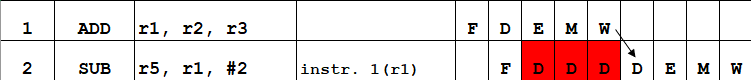 1 ADD r1, r2, r3 F D E M W
2 SUB r5, r1, #2 instr. 1(r1) F D D D D E M W